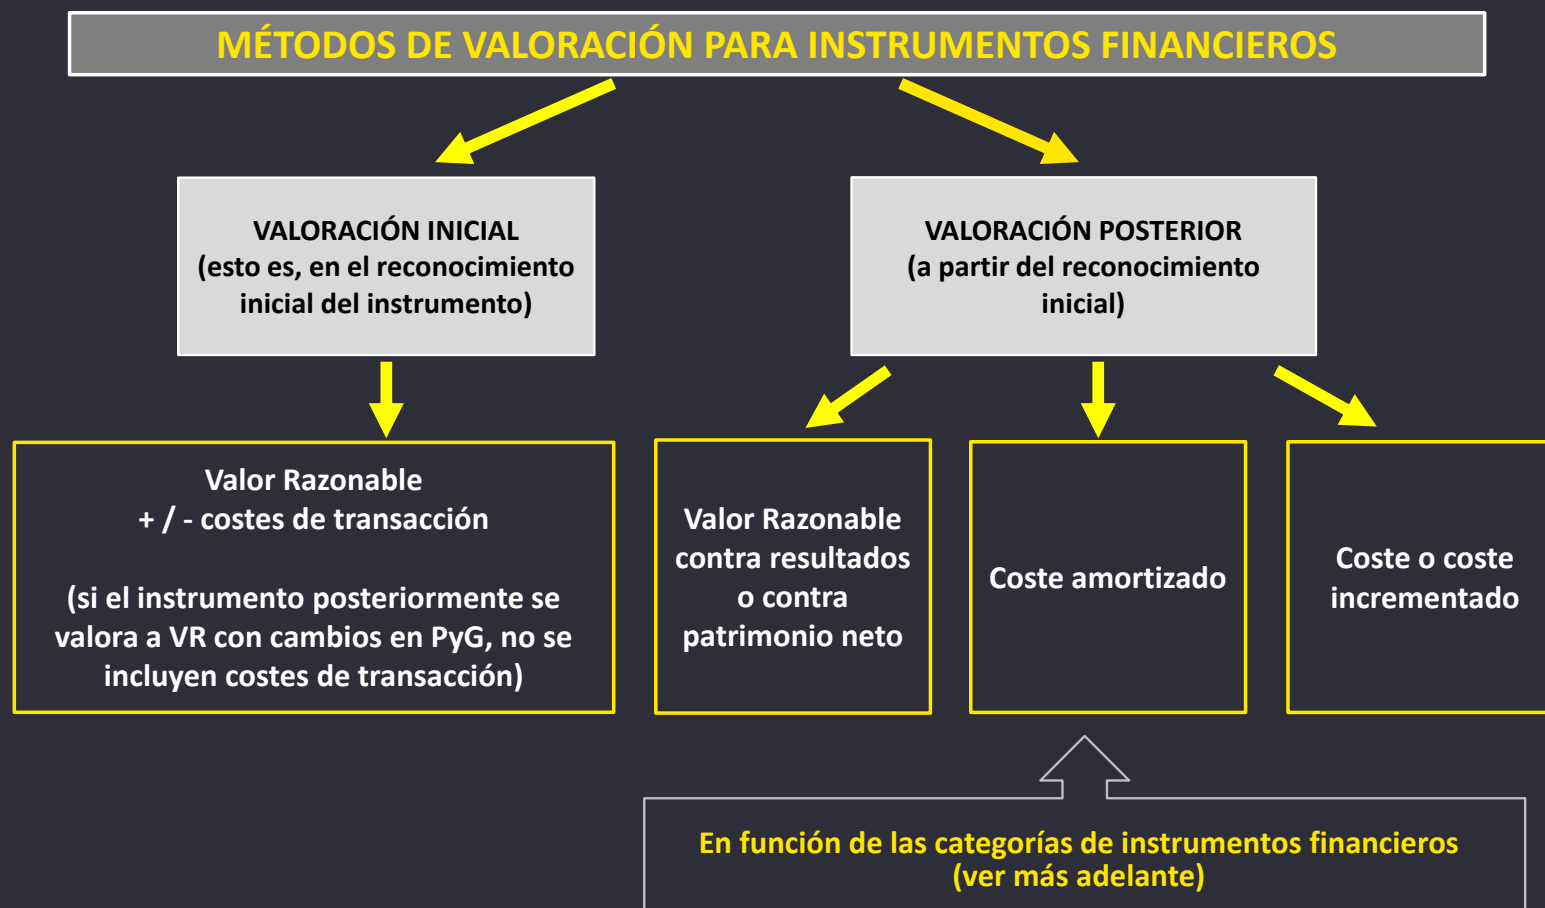 MÉTODOS DE VALORACIÓN PARA INSTRUMENTOS FINANCIEROS
VALORACIÓN INICIAL
(esto es, en el reconocimiento
inicial del instrumento)
VALORACIÓN POSTERIOR
(a partir del reconocimiento
inicial)
Valor Razonable
+ / - costes de transacción
(si el instrumento posteriormente se
valora a VR con cambios en PyG, no se
incluyen costes de transacción)
Valor Razonable
contra resultados
o contra
patrimonio neto
Coste amortizado
Coste o coste
incrementado
En función de las categorías de instrumentos financieros
(ver más adelante)